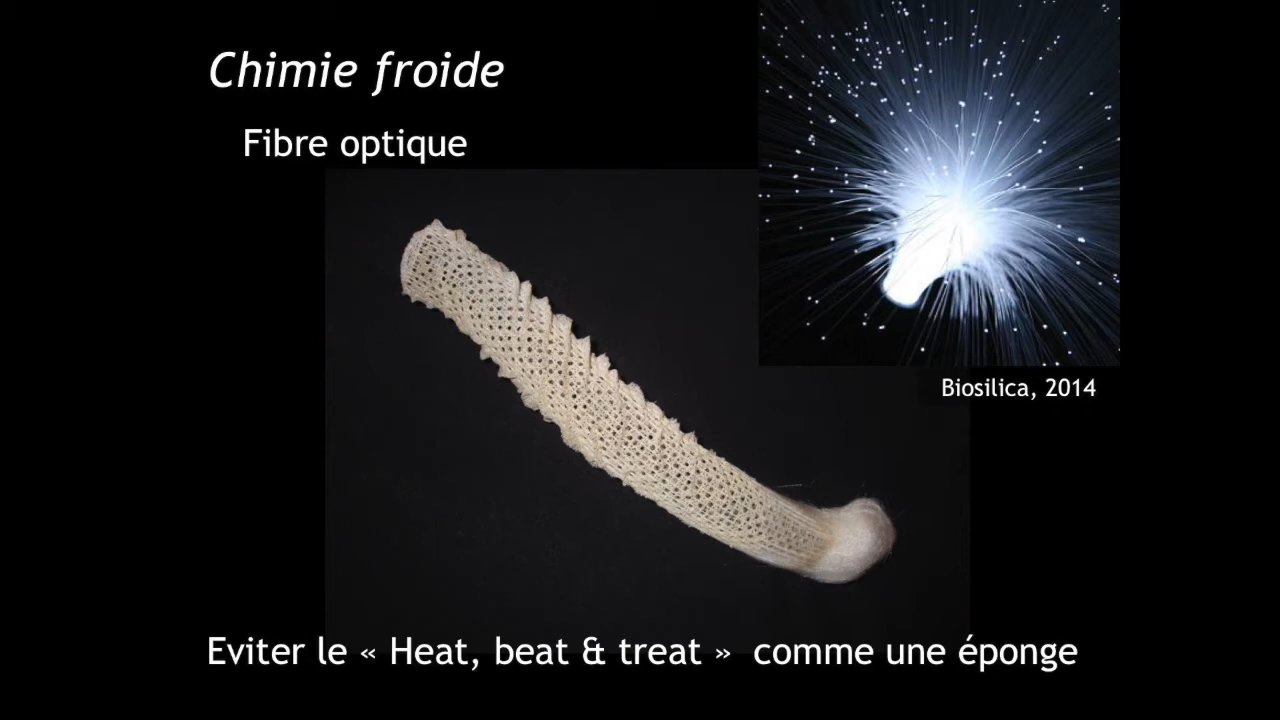 Chimie froide
Fibre optique
Biosilica, 2014
Eviter le « Heat, beat & treat »  comme une éponge